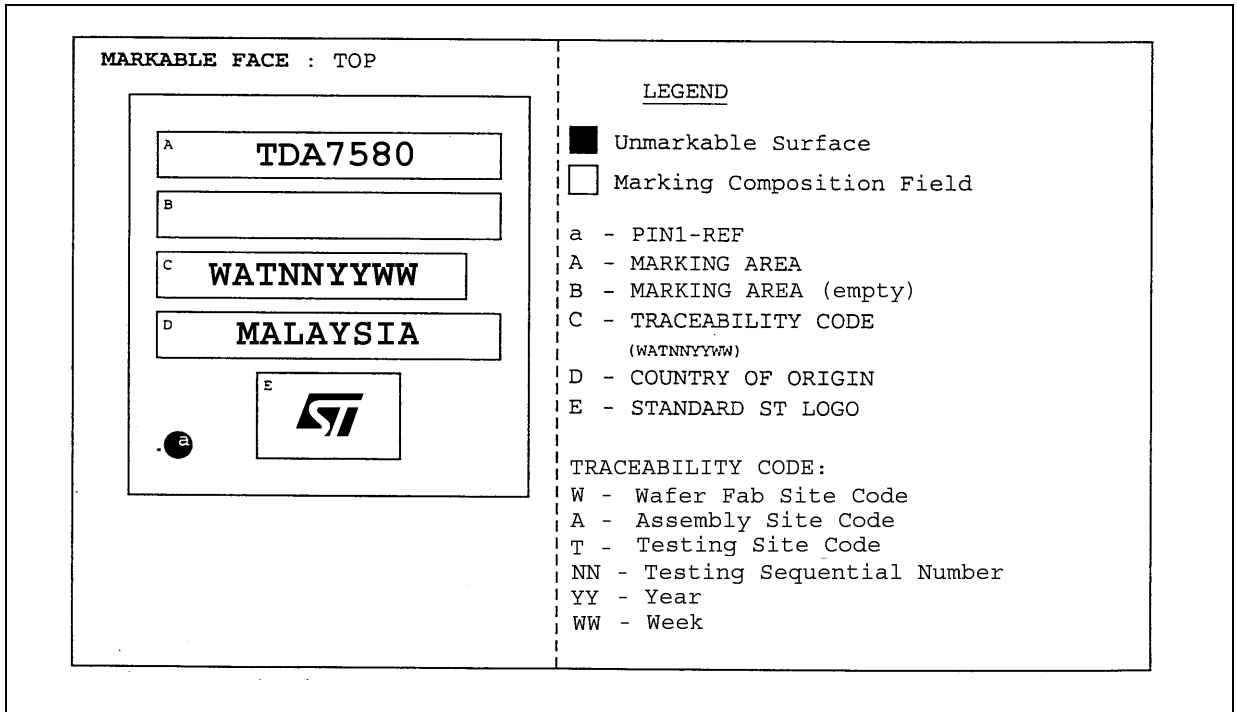 MARKABLE FACE : TOP
A TDA7580
B
C WATNNYYWW
D MALAYSIA
E
ST
a
LEGEND
Unmarkable Surface
Marking Composition Field
a - PIN1-REF
A - MARKING AREA
B - MARKING AREA (empty)
C - TRACEABILITY CODE
(WATNNYYWW)
D - COUNTRY OF ORIGIN
E - STANDARD ST LOGO
TRACEABILITY CODE:
W - Wafer Fab Site Code
A - Assembly Site Code
T - Testing Site Code
NN - Testing Sequential Number
YY - Year
WW - Week